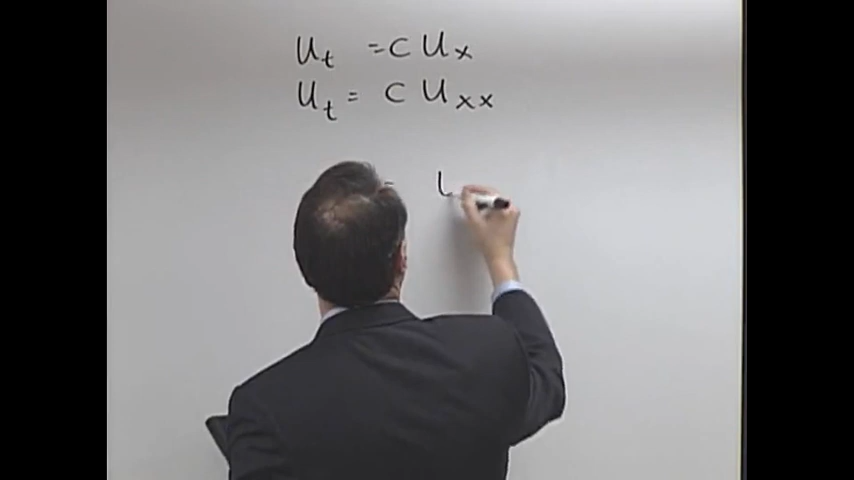 Ut = C Ux
Ut = C Uxx
=